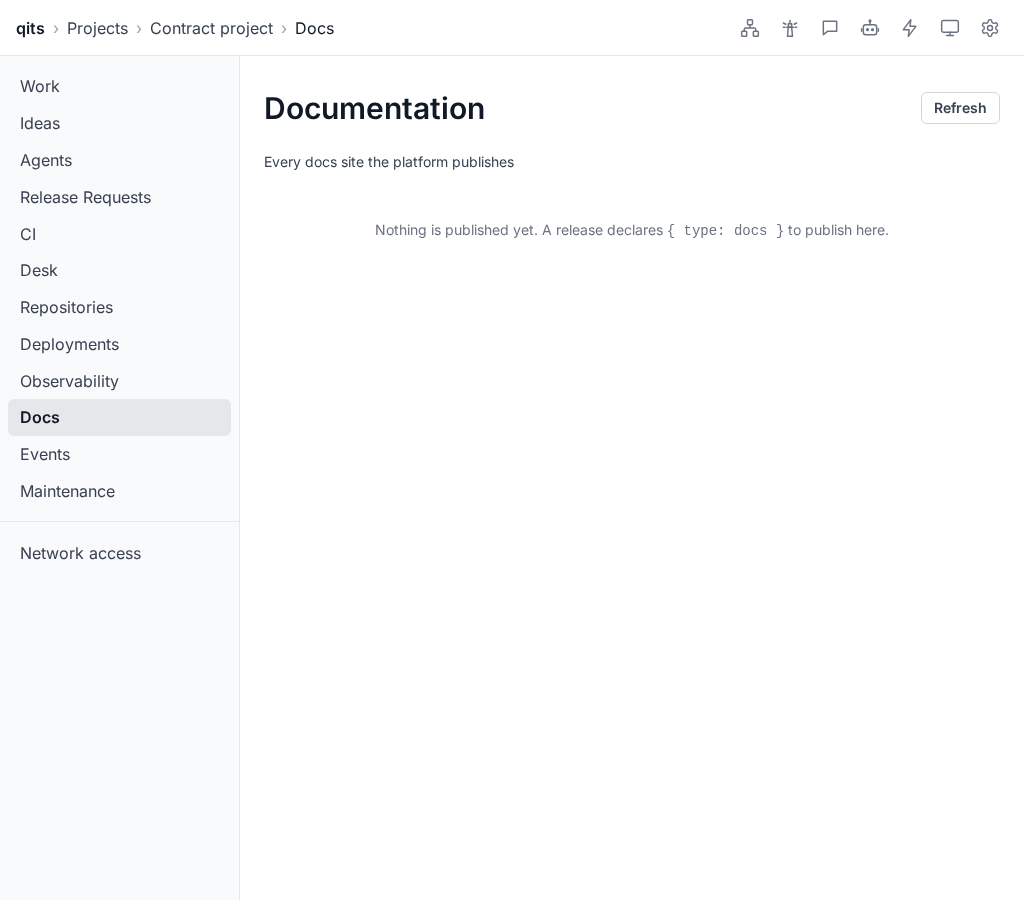 qits › Projects › Contract project › Docs
Work
Ideas
Agents
Release Requests
CI
Desk
Repositories
Deployments
Observability
Docs
Events
Maintenance
Network access
Documentation
Refresh
Every docs site the platform publishes
Nothing is published yet. A release declares { type: docs } to publish here.